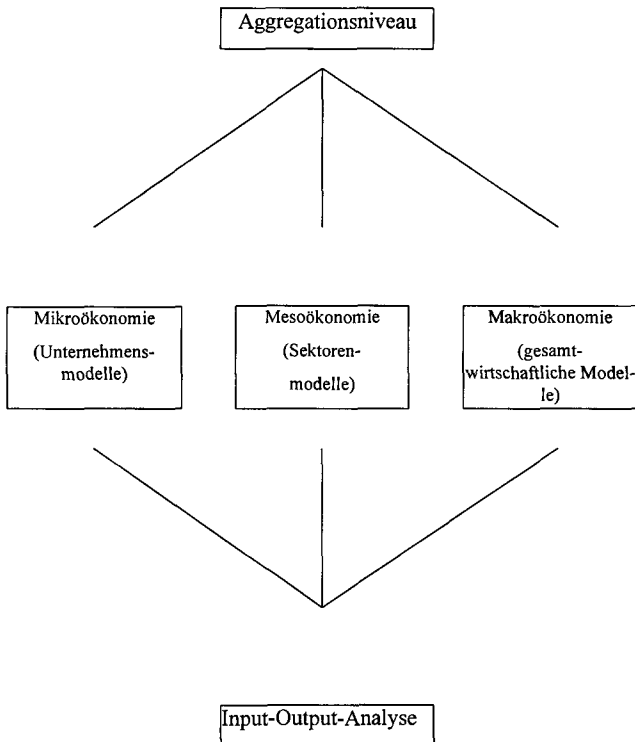 Aggregationsniveau
Mikroökonomie
(Unternehmens-
modelle)
Mesoökonomie
(Sektoren-
modelle)
Makroökonomie
(gesamt-
wirtschaftliche Model-
le)
Input-Output-Analyse